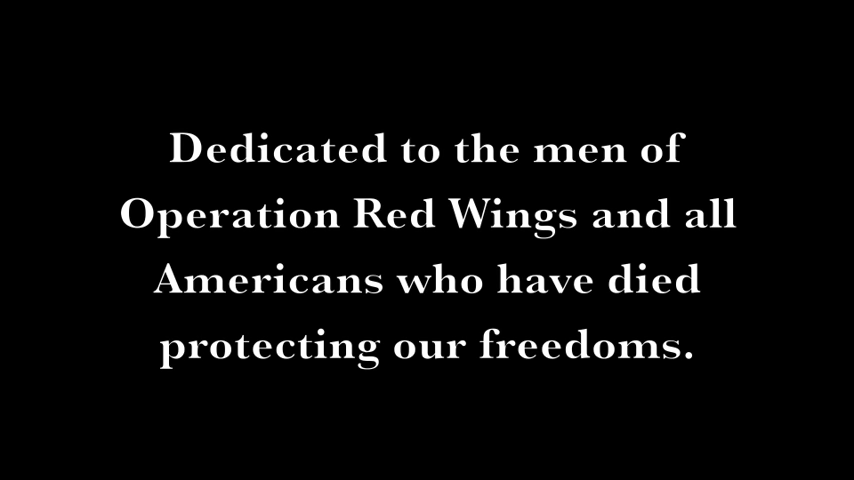 Dedicated to the men of
Operation Red Wings and all
Americans who have died
protecting our freedoms.